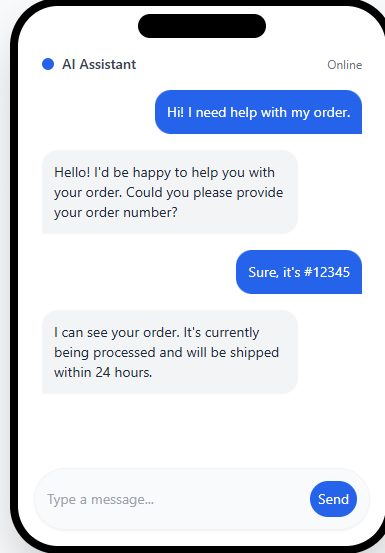 AI Assistant
Online
Hi! I need help with my order.
Hello! I'd be happy to help you with
your order. Could you please provide
your order number?
Sure, it's #12345
I can see your order. It's currently
being processed and will be shipped
within 24 hours.
Type a message...
Send